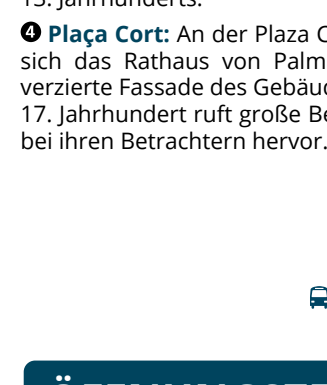 13. Jahrhunderts.
❹ Plaça Cort: An der Plaza C
sich das Rathaus von Palm
verzierte Fassade des Gebäud
17. Jahrhundert ruft große Be
bei ihren Betrachtern hervor.